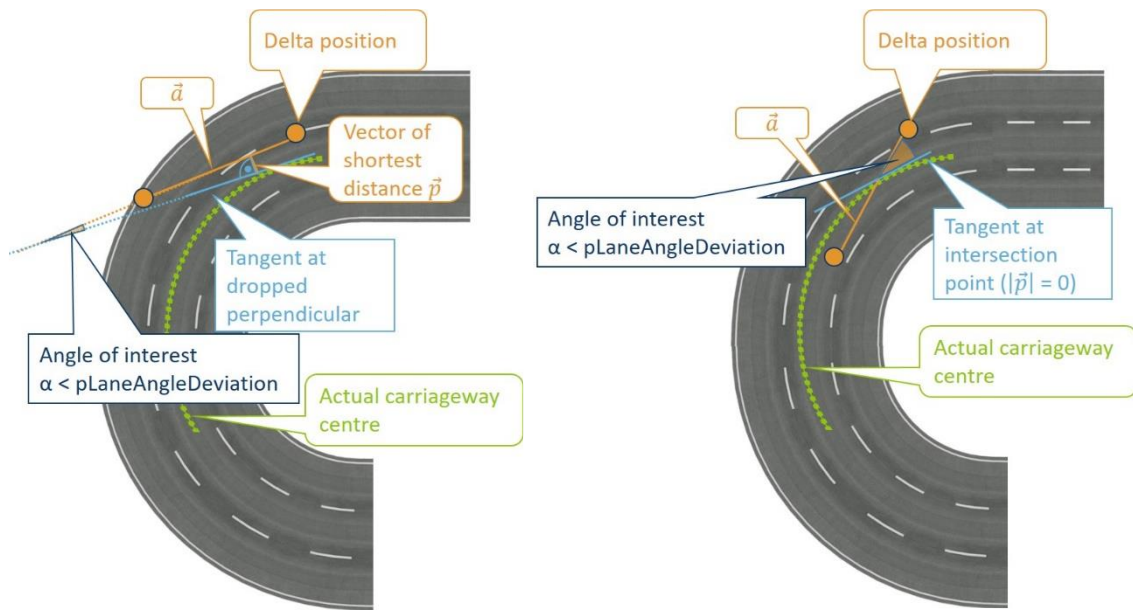 Delta position
a⃗
Vector of
shortest
distance p⃗
Tangent at
dropped
perpendicular
Angle of interest
α < pLaneAngleDeviation
Actual carriageway
centre
Delta position
a⃗
Angle of interest
α < pLaneAngleDeviation
Tangent at
intersection
point (|p⃗| = 0)
Actual carriageway
centre